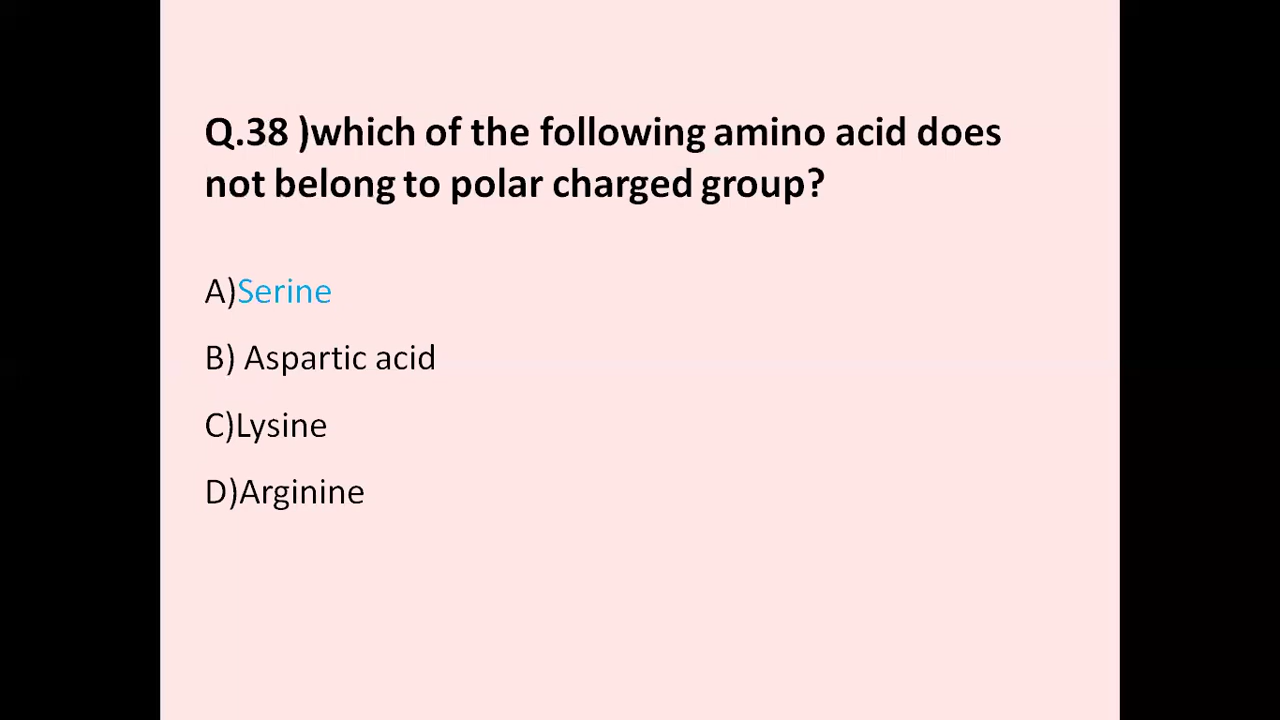 Q.38 )which of the following amino acid does
not belong to polar charged group?
A)Serine
B) Aspartic acid
C)Lysine
D)Arginine